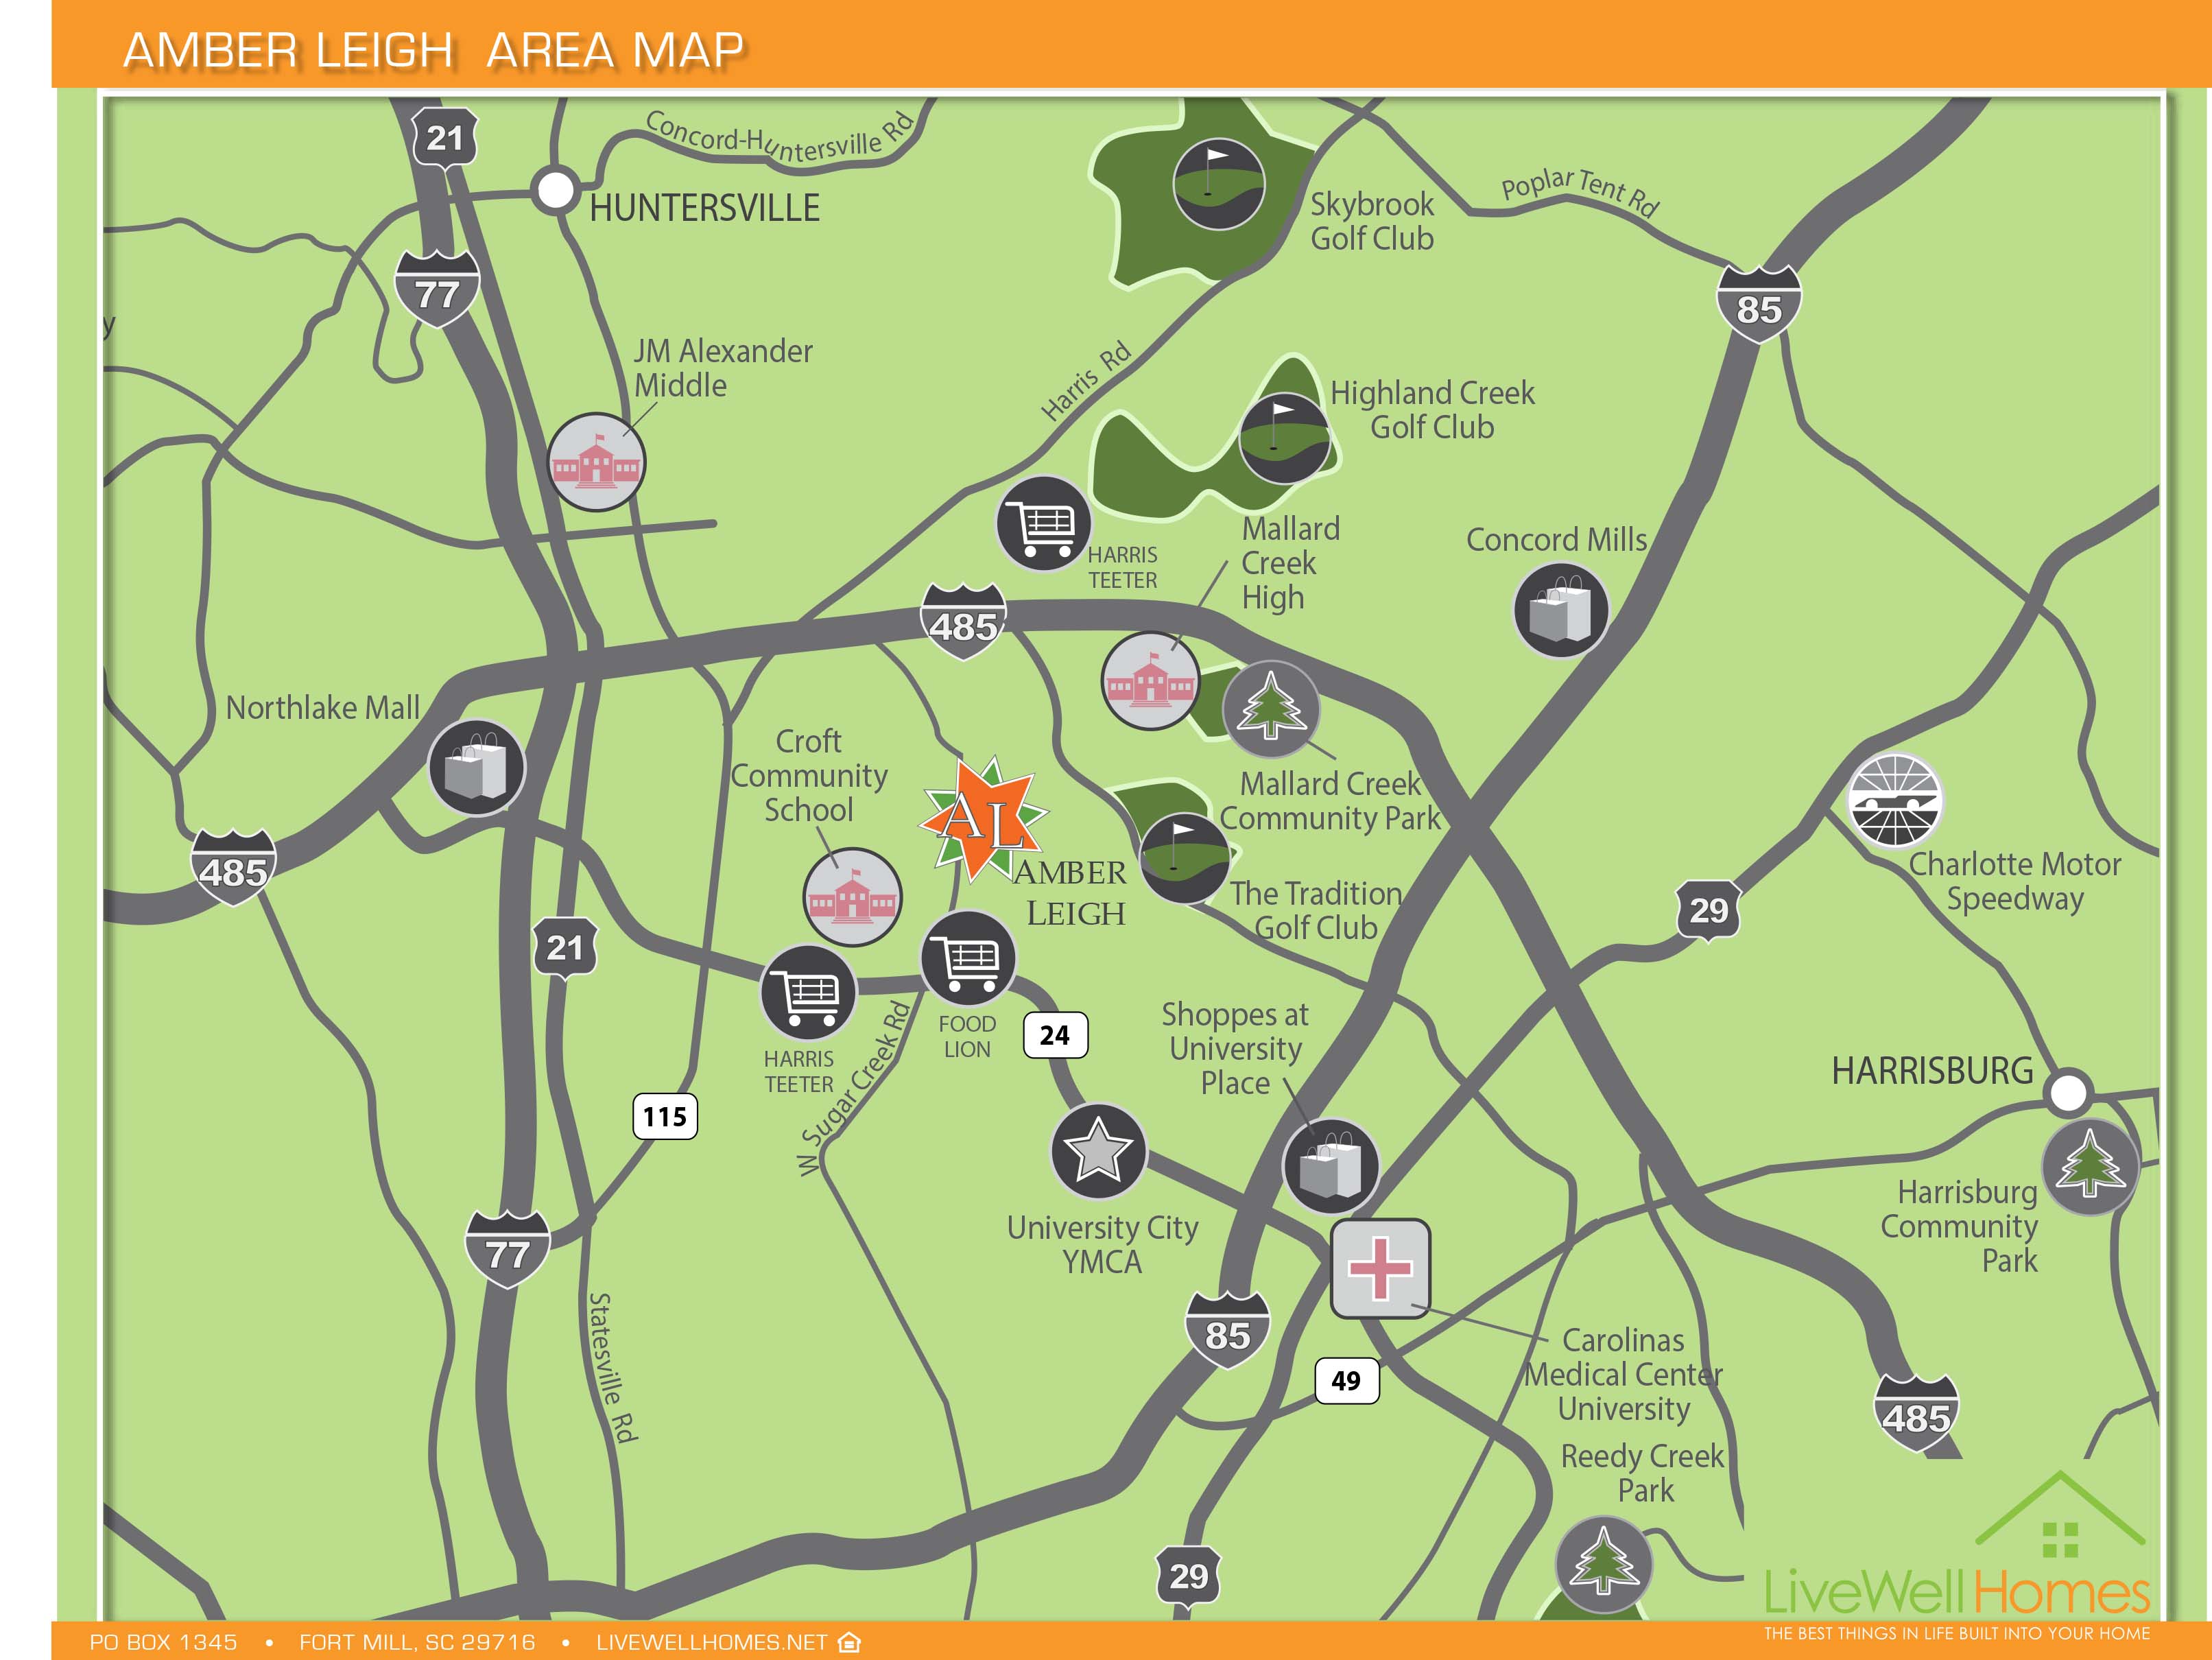 AMBER LEIGH AREA MAP
21
Concord-Huntersville Rd
HUNTERSVILLE
Skybrook
Golf Club
Poplar Tent Rd
77
85
y
JM Alexander
Middle
Harris Rd
Highland Creek
Golf Club
HARRIS
TEETER
Mallard
Creek
High
Concord Mills
485
Northlake Mall
Croft
Community
School
AL
AMBER
LEIGH
Mallard Creek
Community Park
485
The Tradition
Golf Club
29
Charlotte Motor
Speedway
21
HARRIS
TEETER
W Sugar Creek Rd
FOOD
LION
24
Shoppes at
University
Place
HARRISBURG
115
University City
YMCA
Harrisburg
Community
Park
77
Statesville Rd
85
49
Carolinas
Medical Center
University
485
Reedy Creek
Park
29
LiveWell Homes
THE BEST THINGS IN LIFE BUILT INTO YOUR HOME
PO BOX 1345 • FORT MILL, SC 29716 • LIVEWELLHOMES.NET